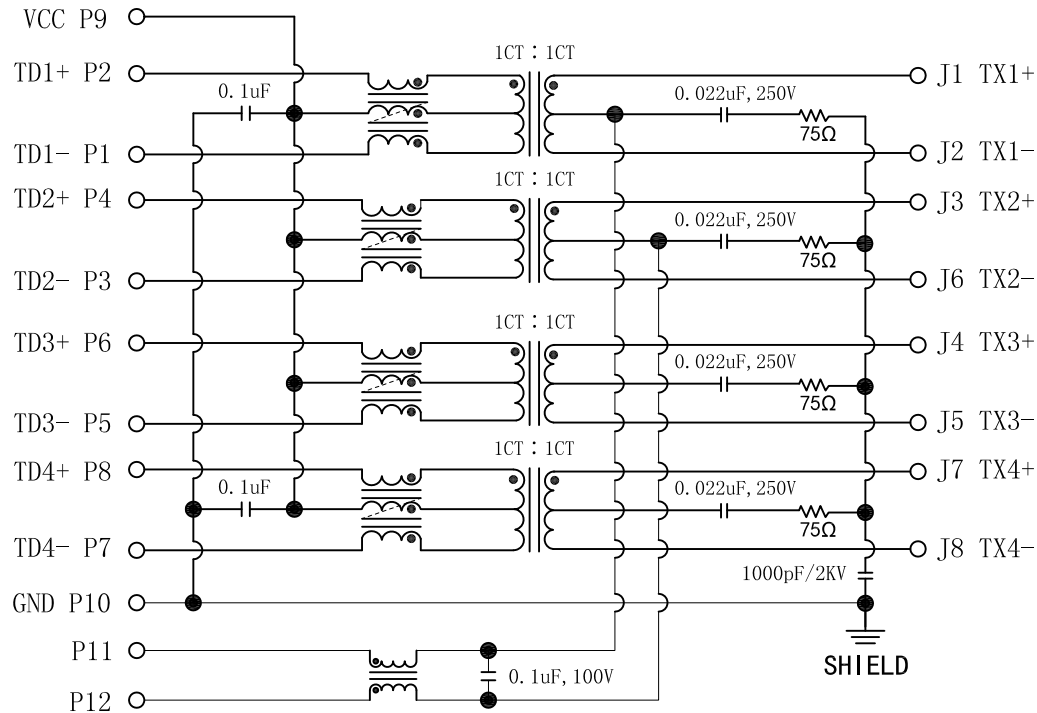 VCC P9
1CT：1CT
TD1+ P2
J1 TX1+
0.1uF
0.022uF,250V
75Ω
TD1- P1
J2 TX1-
1CT：1CT
TD2+ P4
J3 TX2+
0.022uF,250V
75Ω
TD2- P3
J6 TX2-
1CT：1CT
TD3+ P6
J4 TX3+
0.022uF,250V
75Ω
TD3- P5
J5 TX3-
1CT：1CT
TD4+ P8
J7 TX4+
0.1uF
0.022uF,250V
75Ω
TD4- P7
J8 TX4-
1000pF/2KV
GND P10
P11
SHIELD
0.1uF,100V
P12